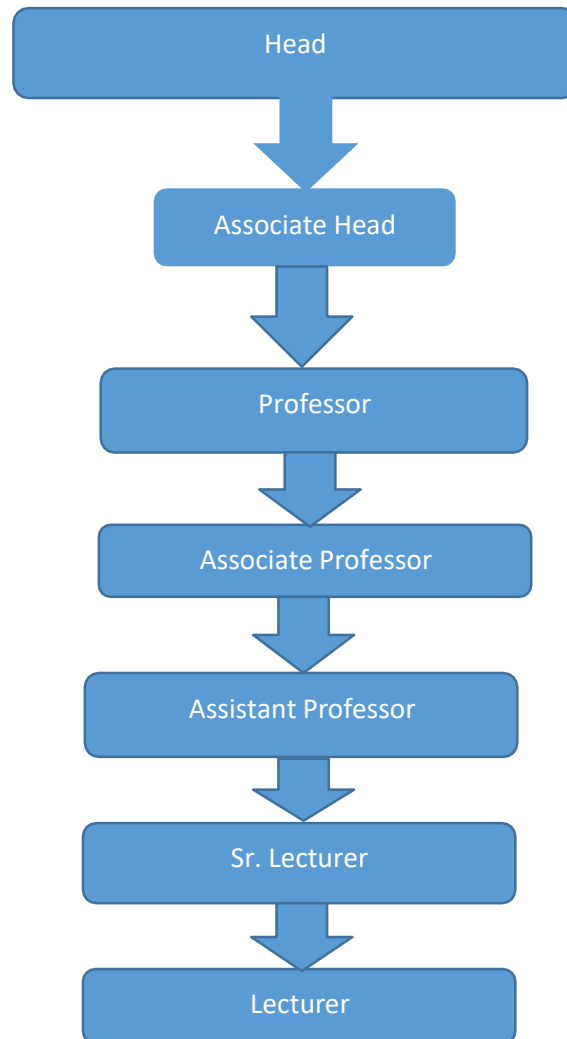 Head
Associate Head
Professor
Associate Professor
Assistant Professor
Sr. Lecturer
Lecturer